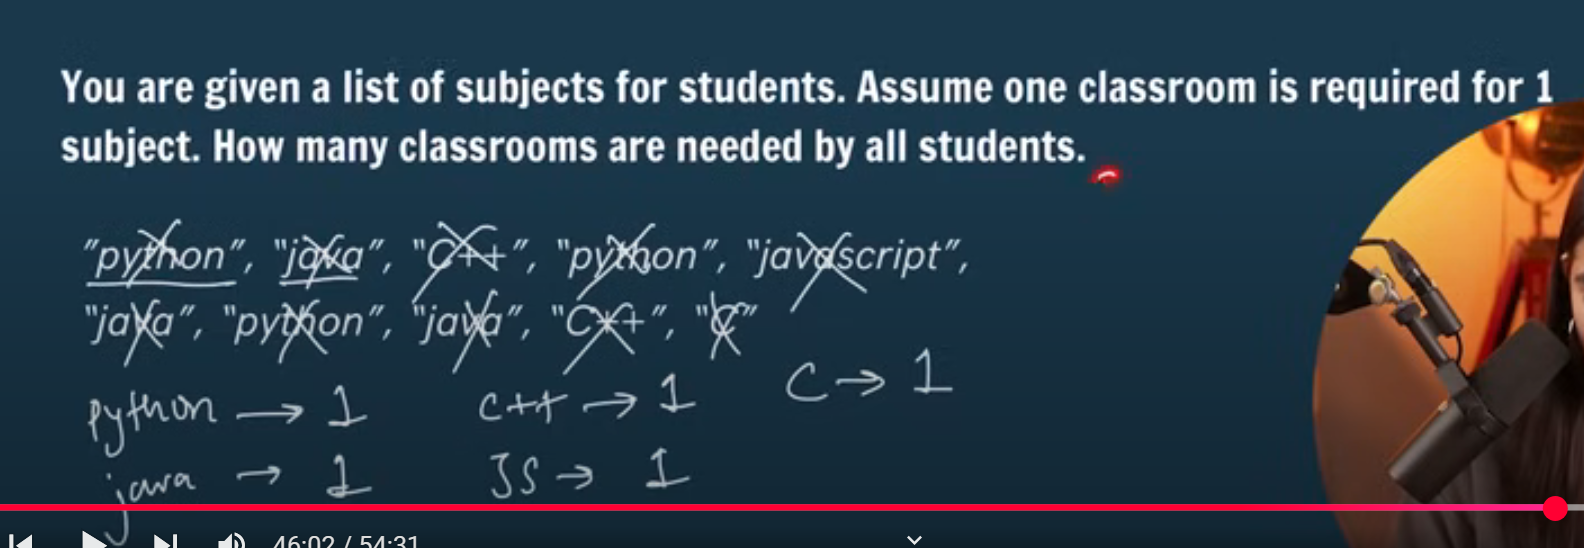 You are given a list of subjects for students. Assume one classroom is required for 1
subject. How many classrooms are needed by all students.
"python", "java", "C++", "python", "javascript",
"java", "python", "java", "C++", "C"
python → 1 c++ → 1 C → 1
java → 1 JS → 1
46:02 / 54:31